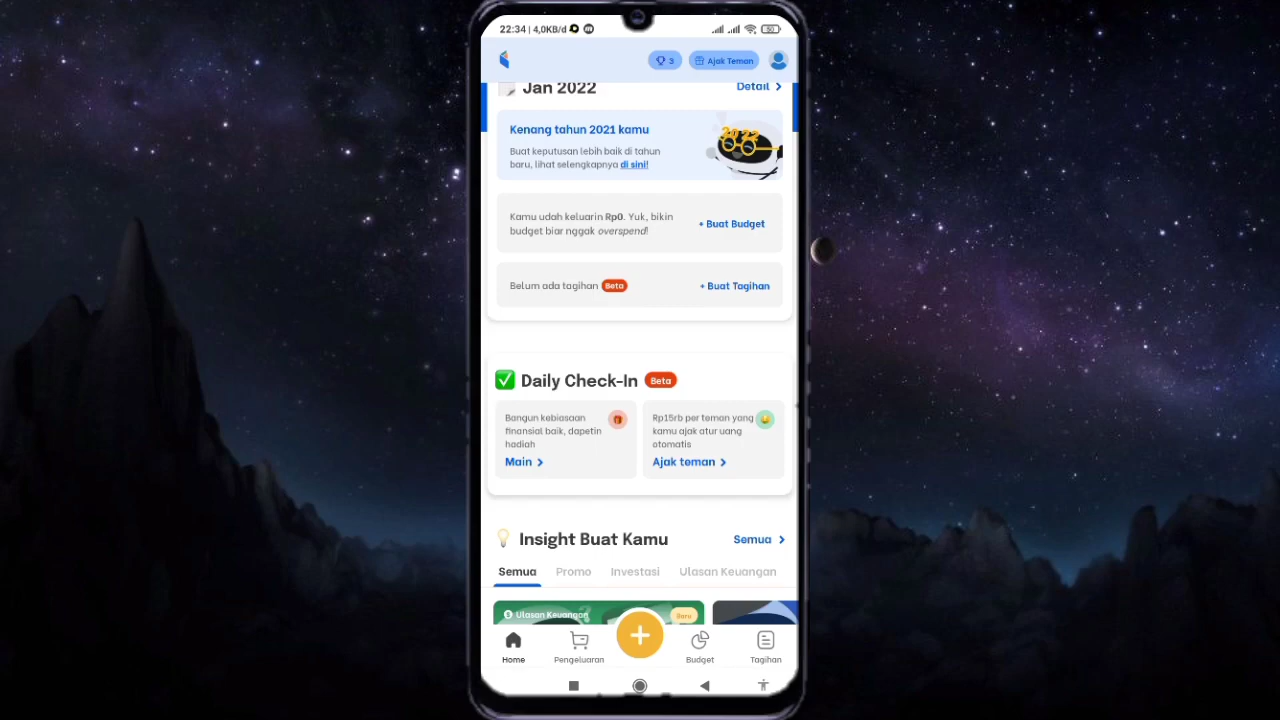 22:34 | 4,0KB/d
3
Ajak Teman
Jan 2022
Detail
Kenang tahun 2021 kamu
Buat keputusan lebih baik di tahun
baru, lihat selengkapnya di sini!
2022
Kamu udah keluarin Rp0. Yuk, bikin
budget biar nggak overspend!
+ Buat Budget
Belum ada tagihan Beta
+ Buat Tagihan
Daily Check-In Beta
Bangun kebiasaan
finansial baik, dapetin
hadiah
Main
Rp15rb per teman yang
kamu ajak atur uang
otomatis
Ajak teman
Insight Buat Kamu
Semua
Semua Promo Investasi Ulasan Keuangan
Ulasan Keuangan
Baru
Home Pengeluaran Budget Tagihan